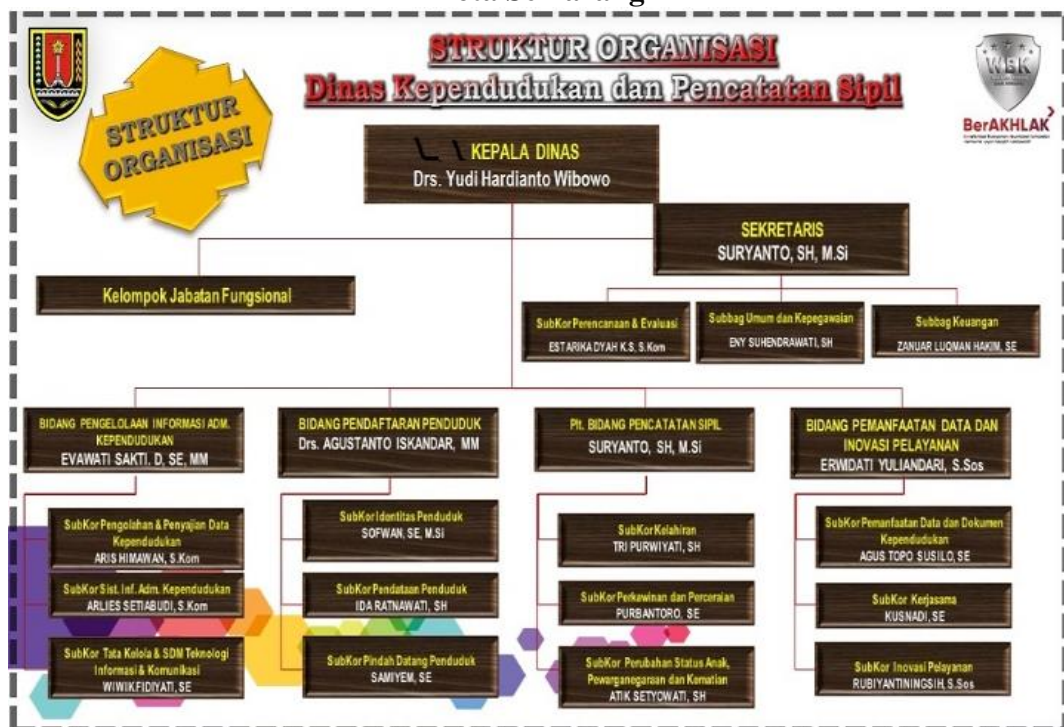 STRUKTUR ORGANISASI
Dinas Kependudukan dan Pencatatan Sipil
STRUKTUR
ORGANISASI
WBK
BerAKHLAK
KEPALA DINAS
Drs. Yudi Hardianto Wibowo
SEKRETARIS
SURYANTO, SH, M.Si
Kelompok Jabatan Fungsional
SubKor Perencanaan & Evaluasi
ESTARIKA DYAH K.S, S.Kom
Subbag Umum dan Kepegawaian
ENY SUHENDRAWATI, SH
Subbag Keuangan
ZANUAR LUQMAN HAKIM, SE
BIDANG PENGELOLAAN INFORMASI ADM.
KEPENDUDUKAN
EVAWATI SAKTI. D, SE, MM
SubKor Pengolahan & Penyajian Data
Kependudukan
ARIS HIMAWAN, S.Kom
SubKor Sist. Inf. Adm. Kependudukan
ARLIES SETIABUDI, S.Kom
SubKor Tata Kelola & SDM Teknologi
Informasi & Komunikasi
WIWIK FIDIYATI, SE
BIDANG PENDAFTARAN PENDUDUK
Drs. AGUSTANTO ISKANDAR, MM
SubKor Identitas Penduduk
SOFWAN, SE, M.Si
SubKor Pendataan Penduduk
IDA RATNAWATI, SH
SubKor Pindah Datang Penduduk
SAMIYEM, SE
Plt. BIDANG PENCATATAN SIPIL
SURYANTO, SH, M.Si
SubKor Kelahiran
TRI PURWIYATI, SH
SubKor Perkawinan dan Perceraian
PURBANTORO, SE
SubKor Perubahan Status Anak,
Pewarganegaraan dan Kematian
ATIK SETYOWATI, SH
BIDANG PEMANFAATAN DATA DAN
INOVASI PELAYANAN
ERWIDATI YULIANDARI, S.Sos
SubKor Pemanfaatan Data dan Dokumen
Kependudukan
AGUS TOPO SUSILO, SE
SubKor Kerjasama
KUSNADI, SE
SubKor Inovasi Pelayanan
RUBIYANTININGSIH, S.Sos